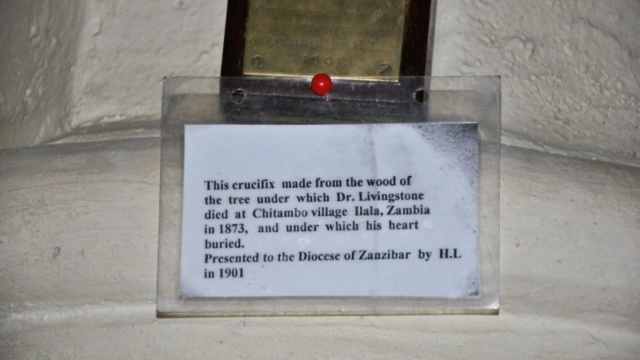 This crucifix made from the wood of
the tree under which Dr. Livingstone
died at Chitambo village Ilala, Zambia
in 1873, and under which his heart
buried.
Presented to the Diocese of Zanzibar by H.L
in 1901